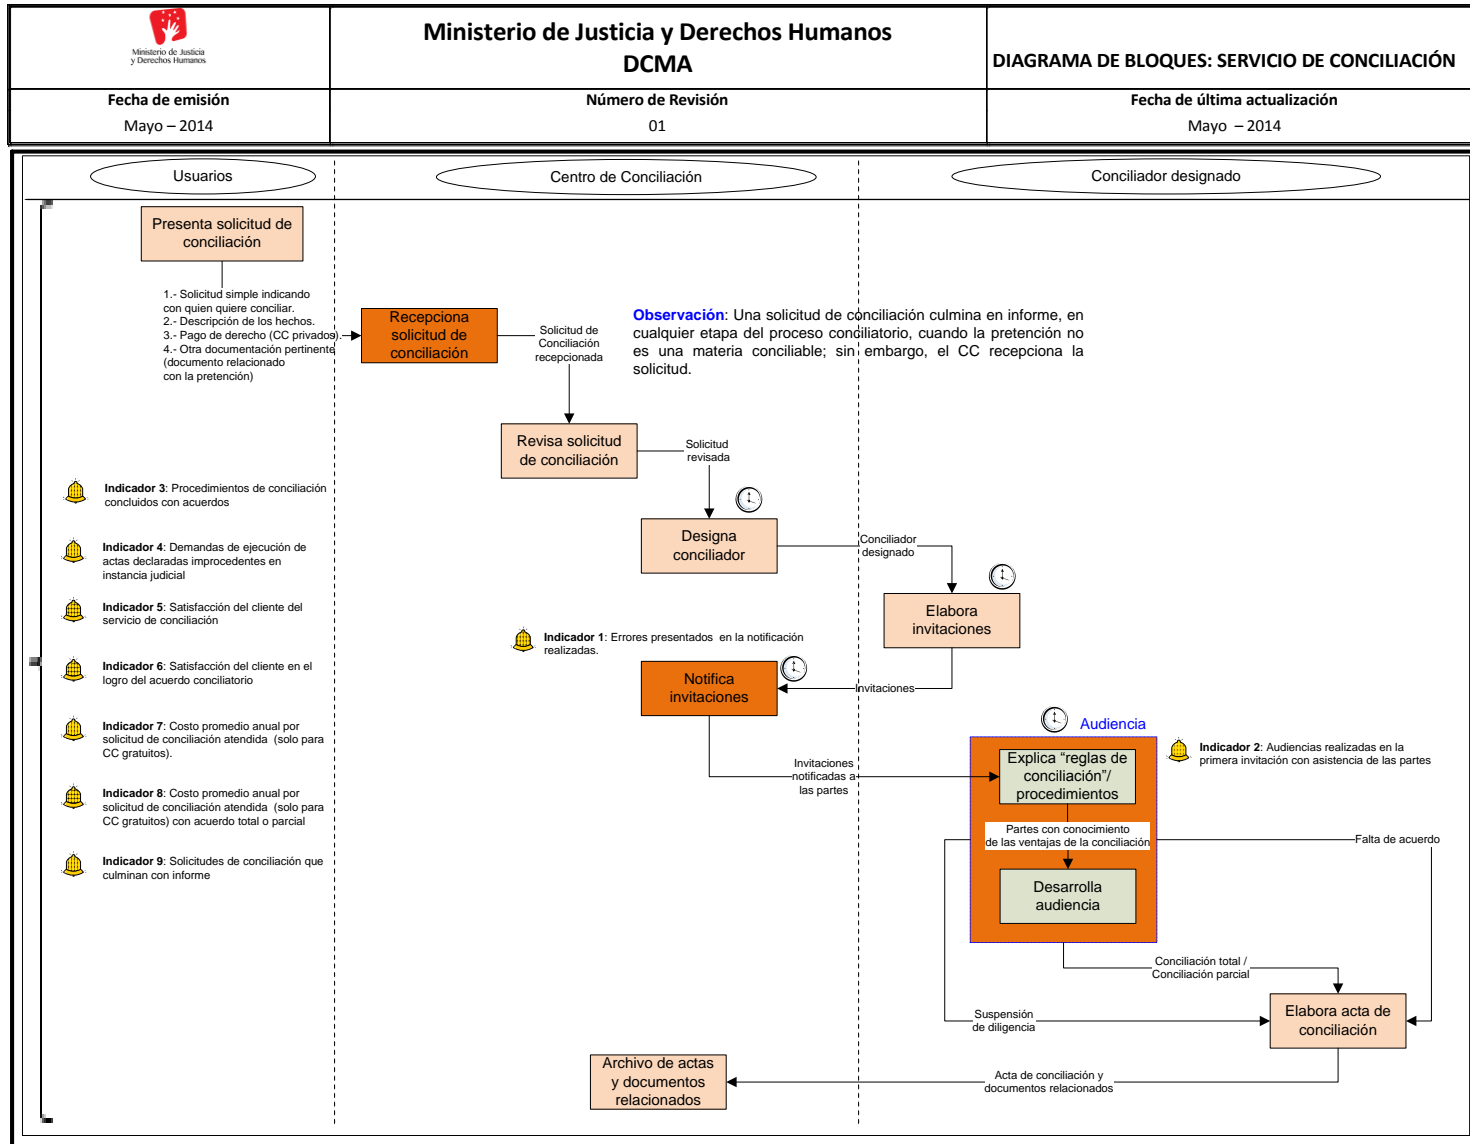 Ministerio de Justicia
y Derechos Humanos
Ministerio de Justicia y Derechos Humanos
DCMA
DIAGRAMA DE BLOQUES: SERVICIO DE CONCILIACIÓN
Fecha de emisión
Mayo – 2014
Número de Revisión
01
Fecha de última actualización
Mayo – 2014
Usuarios
Centro de Conciliación
Conciliador designado
Presenta solicitud de
conciliación
1.- Solicitud simple indicando
con quien quiere conciliar.
2.- Descripción de los hechos.
3.- Pago de derecho (CC privados).
4.- Otra documentación pertinente
(documento relacionado
con la pretención)
Recepciona
solicitud de
conciliación
Solicitud de
Conciliación
recepcionada
Observación: Una solicitud de conciliación culmina en informe, en
cualquier etapa del proceso conciliatorio, cuando la pretención no
es una materia conciliable; sin embargo, el CC recepciona la
solicitud.
Revisa solicitud
de conciliación
Solicitud
revisada
Designa
conciliador
Conciliador
designado
Elabora
invitaciones
Indicador 1: Errores presentados en la notificación
realizadas.
Notifica
invitaciones
Invitaciones
Invitaciones
notificadas a
las partes
Audiencia
Explica “reglas de
conciliación”/
procedimientos
Partes con conocimiento
de las ventajas de la conciliación
Desarrolla
audiencia
Indicador 2: Audiencias realizadas en la
primera invitación con asistencia de las partes
Falta de acuerdo
Conciliación total /
Conciliación parcial
Suspensión
de diligencia
Elabora acta de
conciliación
Acta de conciliación y
documentos relacionados
Archivo de actas
y documentos
relacionados
Indicador 3: Procedimientos de conciliación
concluidos con acuerdos
Indicador 4: Demandas de ejecución de
actas declaradas improcedentes en
instancia judicial
Indicador 5: Satisfacción del cliente del
servicio de conciliación
Indicador 6: Satisfacción del cliente en el
logro del acuerdo conciliatorio
Indicador 7: Costo promedio anual por
solicitud de conciliación atendida (solo para
CC gratuitos).
Indicador 8: Costo promedio anual por
solicitud de conciliación atendida (solo para
CC gratuitos) con acuerdo total o parcial
Indicador 9: Solicitudes de conciliación que
culminan con informe